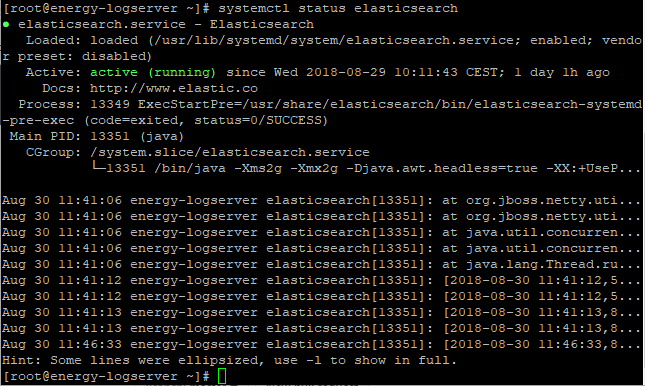 [root@energy-logserver ~]# systemctl status elasticsearch
● elasticsearch.service - Elasticsearch
   Loaded: loaded (/usr/lib/systemd/system/elasticsearch.service; enabled; vendo
r preset: disabled)
   Active: active (running) since Wed 2018-08-29 10:11:43 CEST; 1 day 1h ago
     Docs: http://www.elastic.co
  Process: 13349 ExecStartPre=/usr/share/elasticsearch/bin/elasticsearch-systemd
-pre-exec (code=exited, status=0/SUCCESS)
 Main PID: 13351 (java)
   CGroup: /system.slice/elasticsearch.service
           └─13351 /bin/java -Xms2g -Xmx2g -Djava.awt.headless=true -XX:+UseP...

Aug 30 11:41:06 energy-logserver elasticsearch[13351]: at org.jboss.netty.uti...
Aug 30 11:41:06 energy-logserver elasticsearch[13351]: at org.jboss.netty.uti...
Aug 30 11:41:06 energy-logserver elasticsearch[13351]: at java.util.concurren...
Aug 30 11:41:06 energy-logserver elasticsearch[13351]: at java.util.concurren...
Aug 30 11:41:06 energy-logserver elasticsearch[13351]: at java.lang.Thread.ru...
Aug 30 11:41:12 energy-logserver elasticsearch[13351]: [2018-08-30 11:41:12,5...
Aug 30 11:41:12 energy-logserver elasticsearch[13351]: [2018-08-30 11:41:12,5...
Aug 30 11:41:13 energy-logserver elasticsearch[13351]: [2018-08-30 11:41:13,8...
Aug 30 11:41:13 energy-logserver elasticsearch[13351]: [2018-08-30 11:41:13,8...
Aug 30 11:46:33 energy-logserver elasticsearch[13351]: [2018-08-30 11:46:33,8...
Hint: Some lines were ellipsized, use -l to show in full.
[root@energy-logserver ~]#